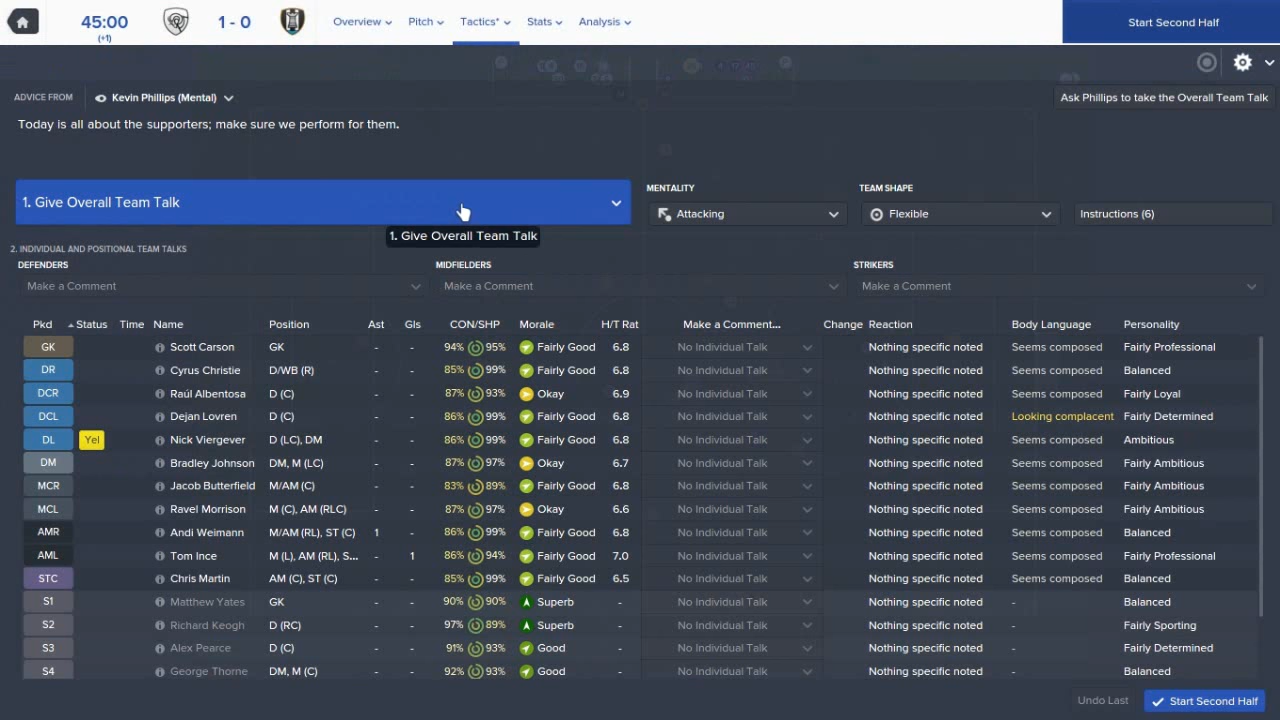 45:00 1 - 0 Overview Pitch Tactics* Stats Analysis Start Second Half
(+1)
ADVICE FROM Kevin Phillips (Mental) Ask Phillips to take the Overall Team Talk
Today is all about the supporters; make sure we perform for them.
MENTALITY TEAM SHAPE
1. Give Overall Team Talk Attacking Flexible Instructions (6)
1. Give Overall Team Talk
2. INDIVIDUAL AND POSITIONAL TEAM TALKS
DEFENDERS MIDFIELDERS STRIKERS
Make a Comment Make a Comment Make a Comment
Pkd Status Time Name Position Ast Gls CON/SHP Morale H/T Rat Make a Comment... Change Reaction Body Language Personality
GK Scott Carson GK - - 94% 95% Fairly Good 6.8 No Individual Talk Nothing specific noted Seems composed Fairly Professional
DR Cyrus Christie D/WB (R) - - 85% 99% Fairly Good 6.8 No Individual Talk Nothing specific noted Seems composed Balanced
DCR Raúl Albentosa D (C) - - 87% 93% Okay 6.9 No Individual Talk Nothing specific noted Seems composed Fairly Loyal
DCL Dejan Lovren D (C) - - 86% 99% Fairly Good 6.8 No Individual Talk Nothing specific noted Looking complacent Fairly Determined
DL Yel Nick Viergever D (LC), DM - - 86% 99% Fairly Good 6.8 No Individual Talk Nothing specific noted Seems composed Ambitious
DM Bradley Johnson DM, M (LC) - - 87% 97% Okay 6.7 No Individual Talk Nothing specific noted Seems composed Fairly Ambitious
MCR Jacob Butterfield M/AM (C) - - 83% 89% Fairly Good 6.8 No Individual Talk Nothing specific noted Seems composed Fairly Ambitious
MCL Ravel Morrison M (C), AM (RLC) - - 87% 97% Okay 6.6 No Individual Talk Nothing specific noted Seems composed Fairly Ambitious
AMR Andi Weimann M/AM (RL), ST (C) 1 - 86% 99% Fairly Good 6.8 No Individual Talk Nothing specific noted Seems composed Balanced
AML Tom Ince M (L), AM (RL), S... - 1 86% 94% Fairly Good 7.0 No Individual Talk Nothing specific noted Seems composed Fairly Professional
STC Chris Martin AM (C), ST (C) - - 85% 99% Fairly Good 6.5 No Individual Talk Nothing specific noted Seems composed Balanced
S1 Matthew Yates GK - - 90% 90% Superb - No Individual Talk Nothing specific noted - Balanced
S2 Richard Keogh D (RC) - - 97% 89% Superb - No Individual Talk Nothing specific noted - Fairly Sporting
S3 Alex Pearce D (C) - - 91% 93% Good - No Individual Talk Nothing specific noted - Fairly Determined
S4 George Thorne DM, M (C) - - 92% 93% Good - No Individual Talk Nothing specific noted - Balanced
Undo Last Start Second Half